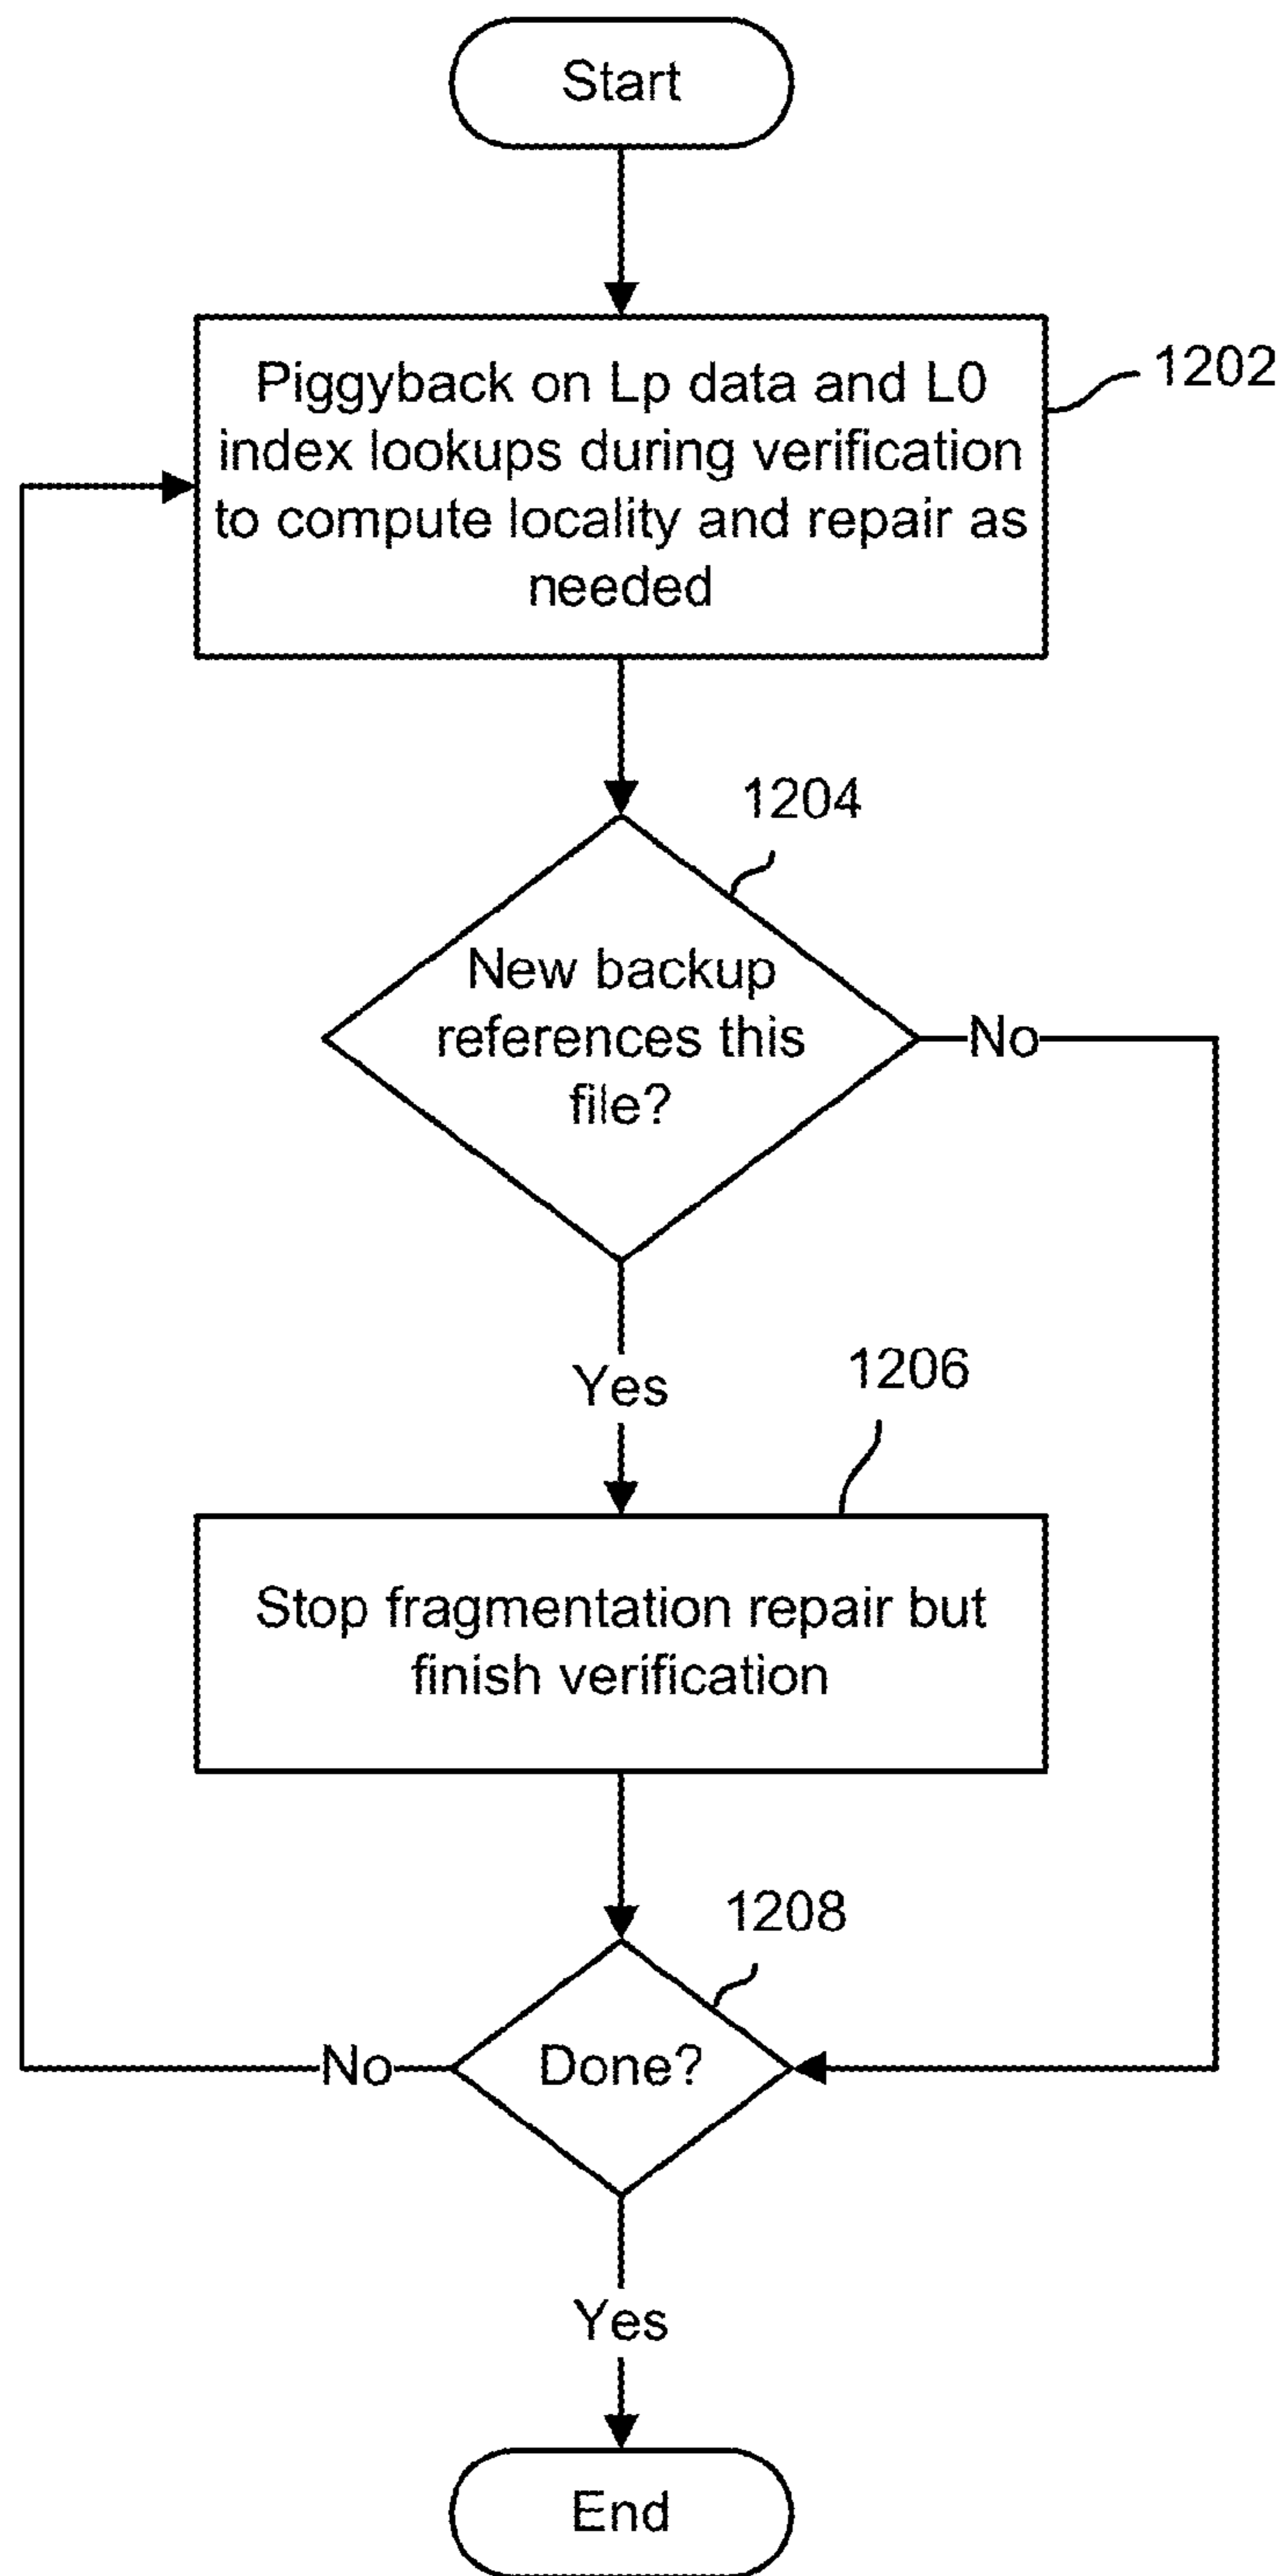 Start
Piggyback on Lp data and L0
index lookups during verification
to compute locality and repair as
needed
1202
1204
New backup
references this
file?
No
Yes
1206
Stop fragmentation repair but
finish verification
1208
Done?
No
Yes
End